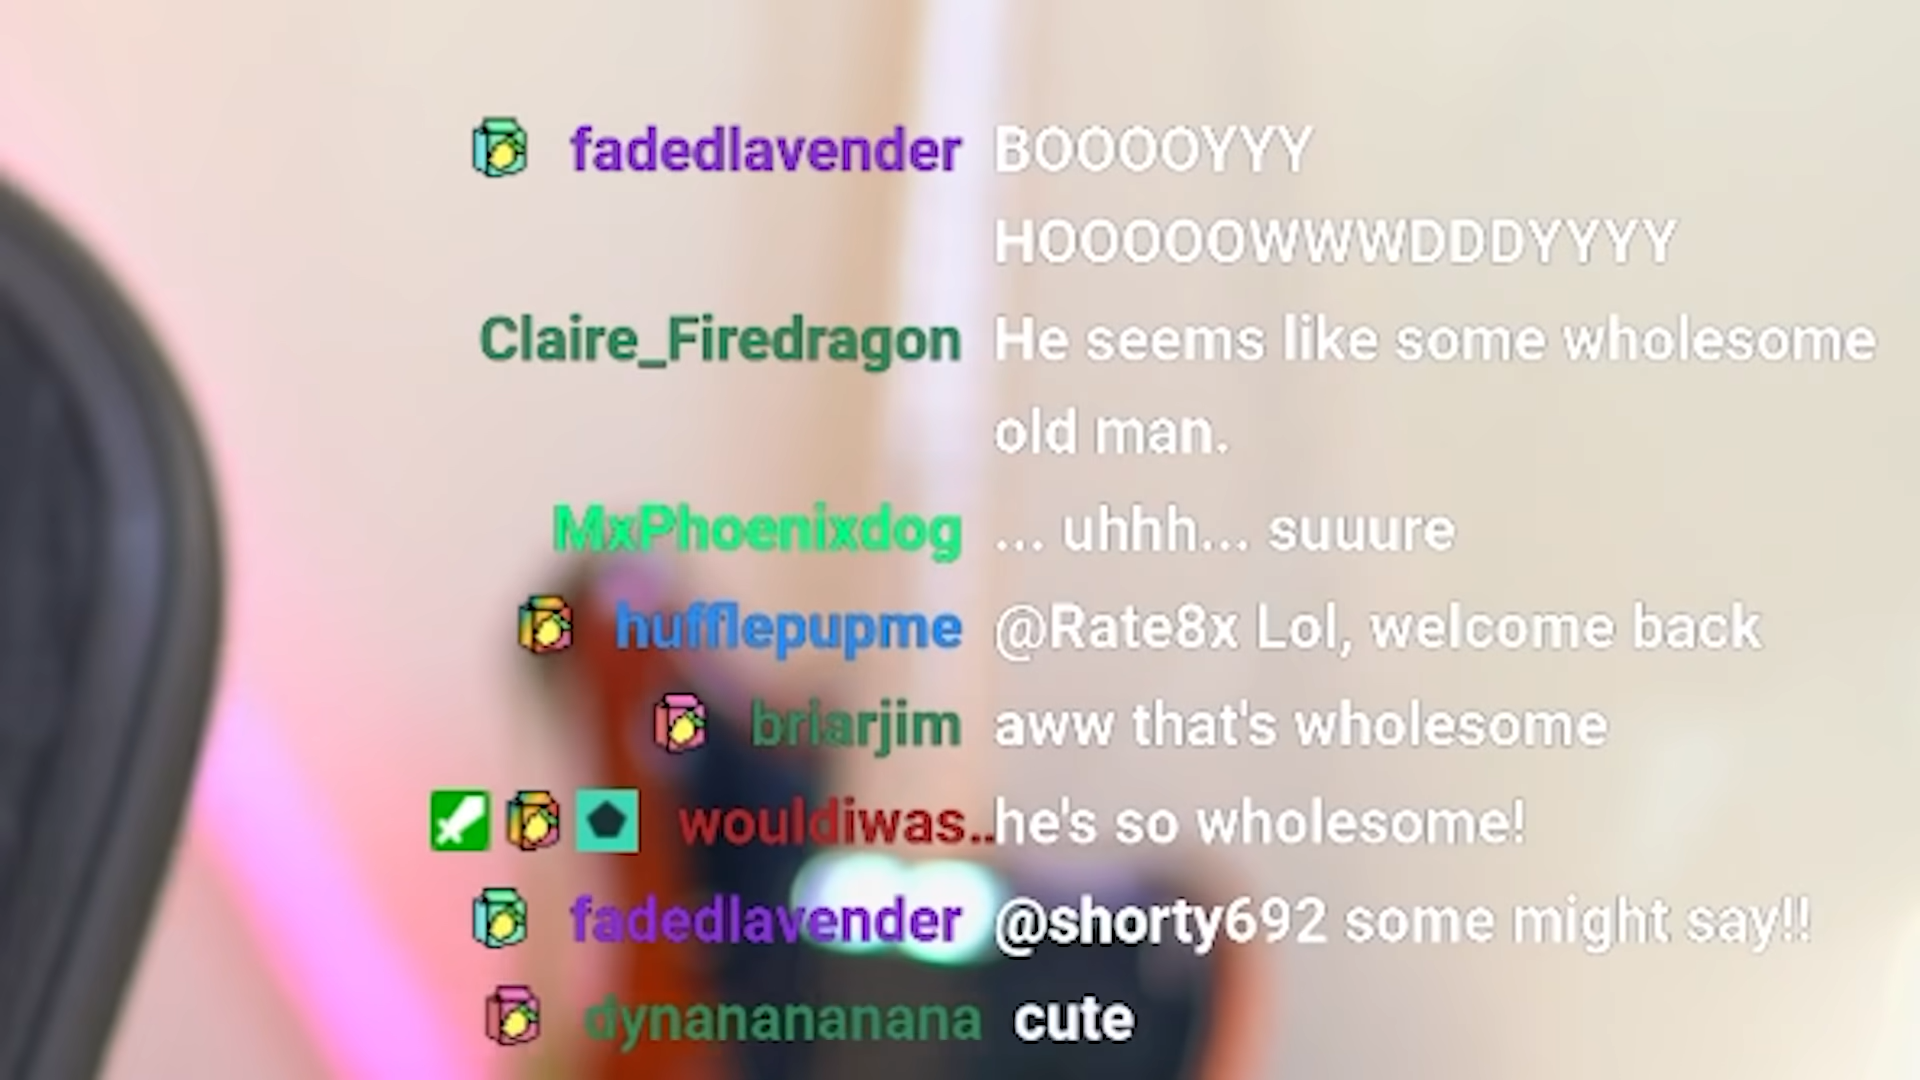 fadedlavender BOOOOYYY
HOOOOOWWWDDDYYYY
Claire_Firedragon He seems like some wholesome
old man.
MxPhoenixdog ... uhhh... suuure
hufflepupme @Rate8x Lol, welcome back
briarjim aww that's wholesome
wouldiwas.. he's so wholesome!
fadedlavender @shorty692 some might say!!
dynanananana cute